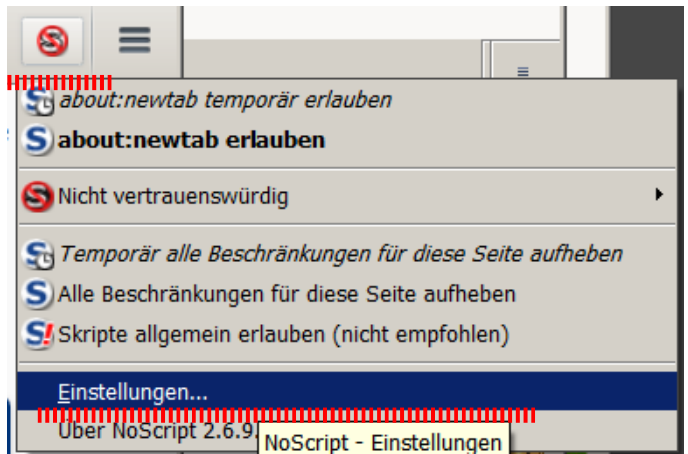 about:newtab temporär erlauben
about:newtab erlauben
Nicht vertrauenswürdig
Temporär alle Beschränkungen für diese Seite aufheben
Alle Beschränkungen für diese Seite aufheben
Skripte allgemein erlauben (nicht empfohlen)
Einstellungen...
Über NoScript 2.6.9.
NoScript - Einstellungen